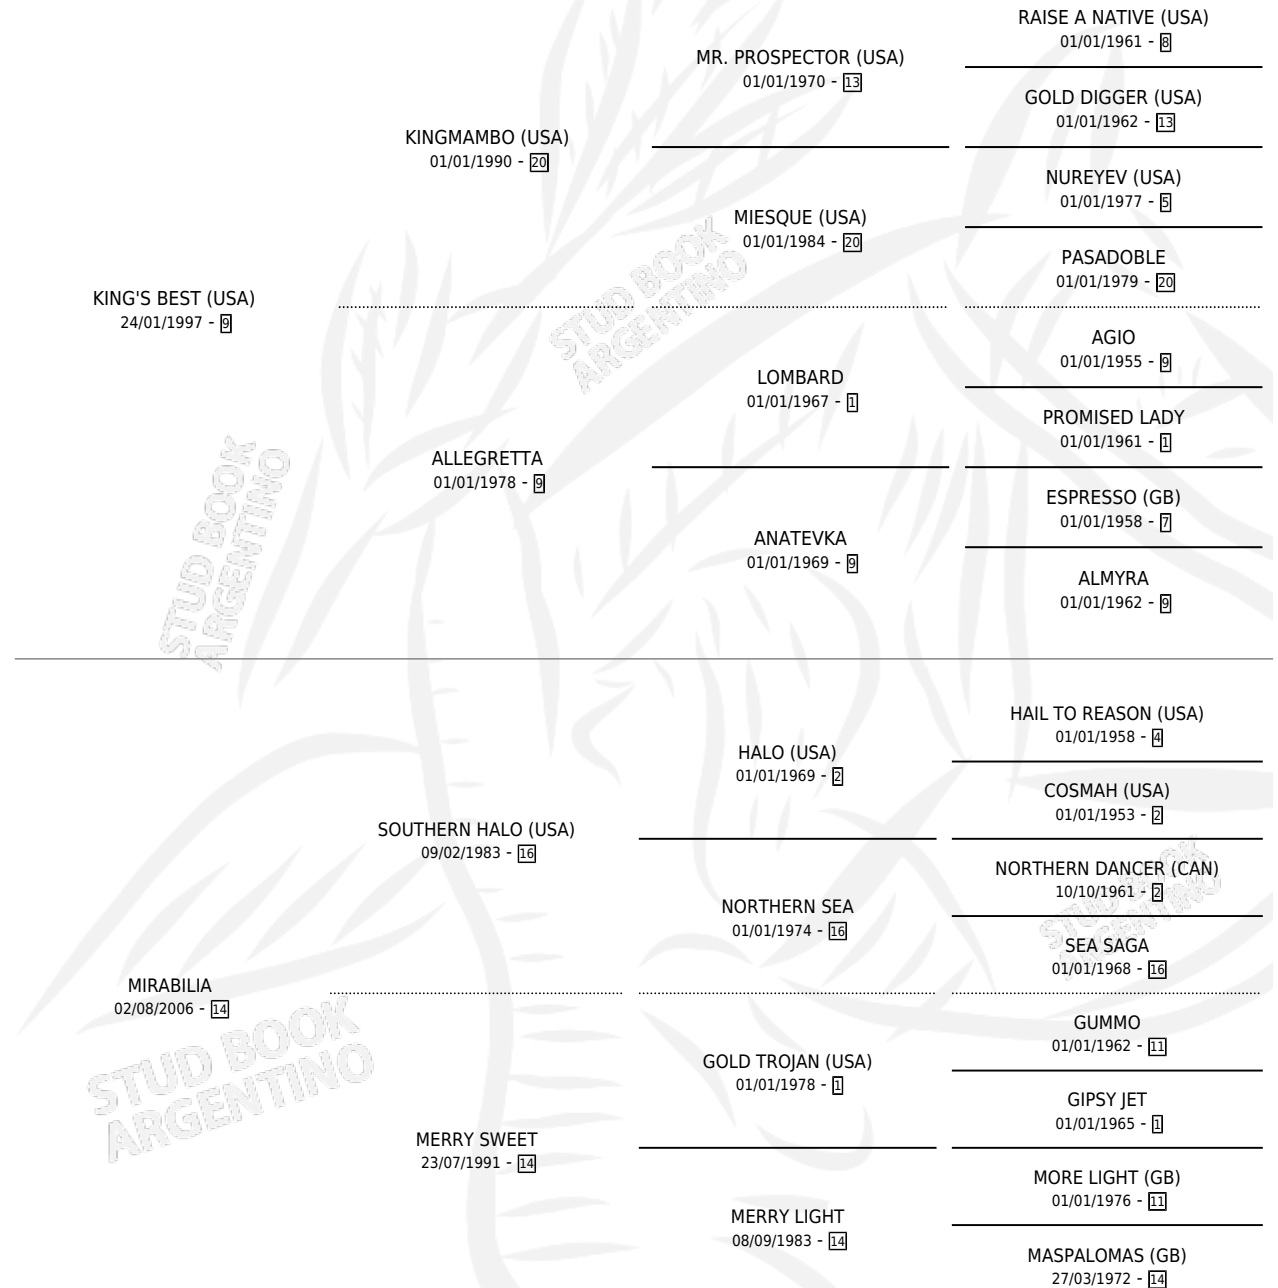 RAISE A NATIVE (USA)
01/01/1961 - 8
MR. PROSPECTOR (USA)
01/01/1970 - 13
GOLD DIGGER (USA)
01/01/1962 - 13
KINGMAMBO (USA)
01/01/1990 - 20
NUREYEV (USA)
01/01/1977 - 5
MIESQUE (USA)
01/01/1984 - 20
PASADOBLE
01/01/1979 - 20
KING'S BEST (USA)
24/01/1997 - 9
STUD BOOK
ARGENTINO
AGIO
01/01/1955 - 9
LOMBARD
01/01/1967 - 1
PROMISED LADY
01/01/1961 - 1
ALLEGRETTA
01/01/1978 - 9
STUD BOOK
ARGENTINO
ESPRESSO (GB)
01/01/1958 - 7
ANATEVKA
01/01/1969 - 9
ALMYRA
01/01/1962 - 9
HAIL TO REASON (USA)
01/01/1958 - 4
HALO (USA)
01/01/1969 - 2
COSMAH (USA)
01/01/1953 - 2
SOUTHERN HALO (USA)
09/02/1983 - 16
NORTHERN DANCER (CAN)
10/10/1961 - 2
STUD BOOK
ARGENTINO
NORTHERN SEA
01/01/1974 - 16
SEA SAGA
01/01/1968 - 16
MIRABILIA
02/08/2006 - 14
STUD BOOK
ARGENTINO
GUMMO
01/01/1962 - 11
GOLD TROJAN (USA)
01/01/1978 - 1
GIPSY JET
01/01/1965 - 1
MERRY SWEET
23/07/1991 - 14
MORE LIGHT (GB)
01/01/1976 - 11
MERRY LIGHT
08/09/1983 - 14
MASPALOMAS (GB)
27/03/1972 - 14